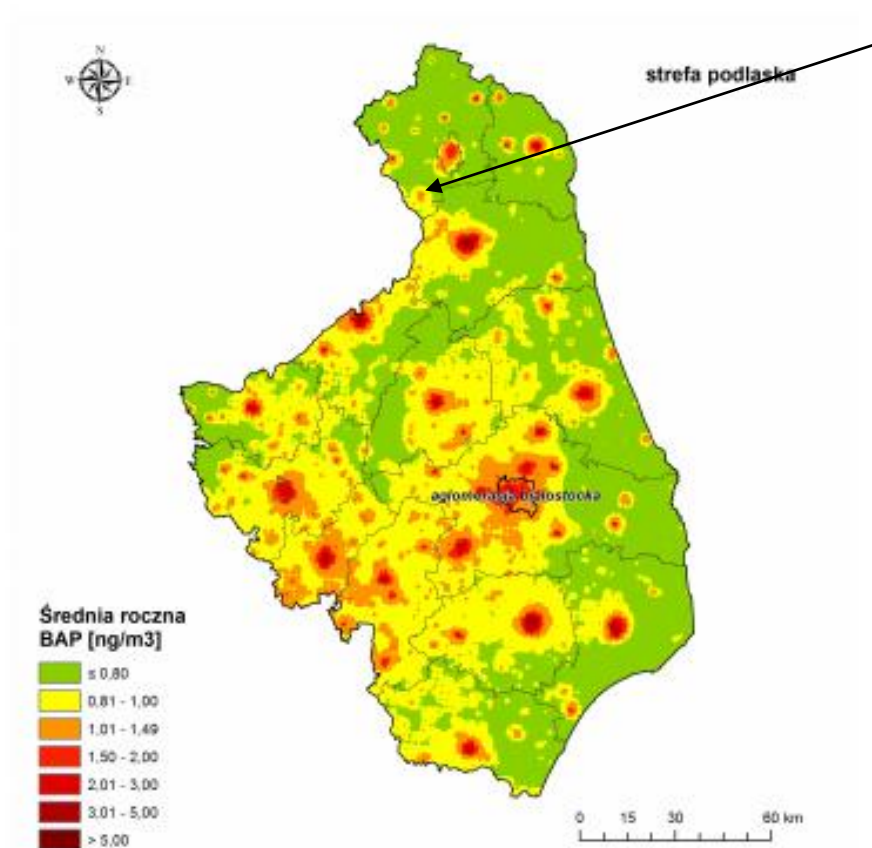 N
W E
S
strefa podlaska
aglomeracja białostocka
Średnia roczna
BAP [ng/m3]
≤ 0,80
0,81 - 1,00
1,01 - 1,49
1,50 - 2,00
2,01 - 3,00
3,01 - 5,00
> 5,00
0 15 30 60 km